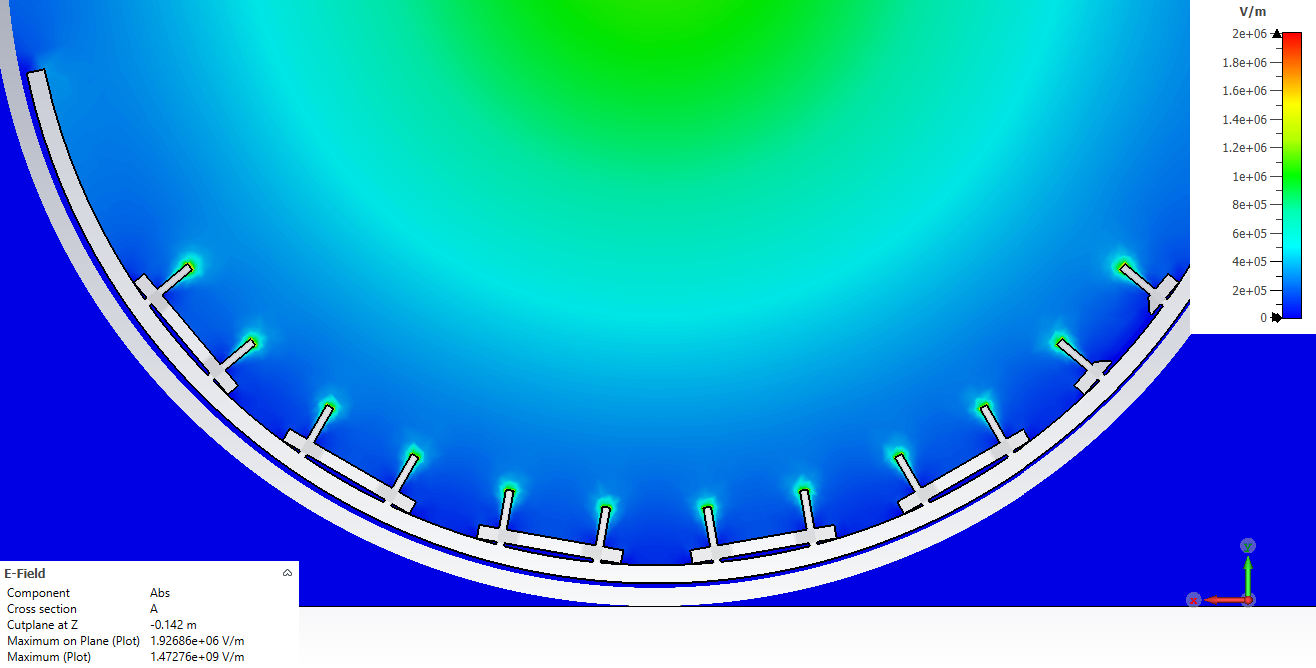 V/m
2e+06
1.8e+06
1.6e+06
1.4e+06
1.2e+06
1e+06
8e+05
6e+05
4e+05
2e+05
0
E-Field
Component Abs
Cross section A
Cutplane at Z -0.142 m
Maximum on Plane (Plot) 1.92686e+06 V/m
Maximum (Plot) 1.47276e+09 V/m
x